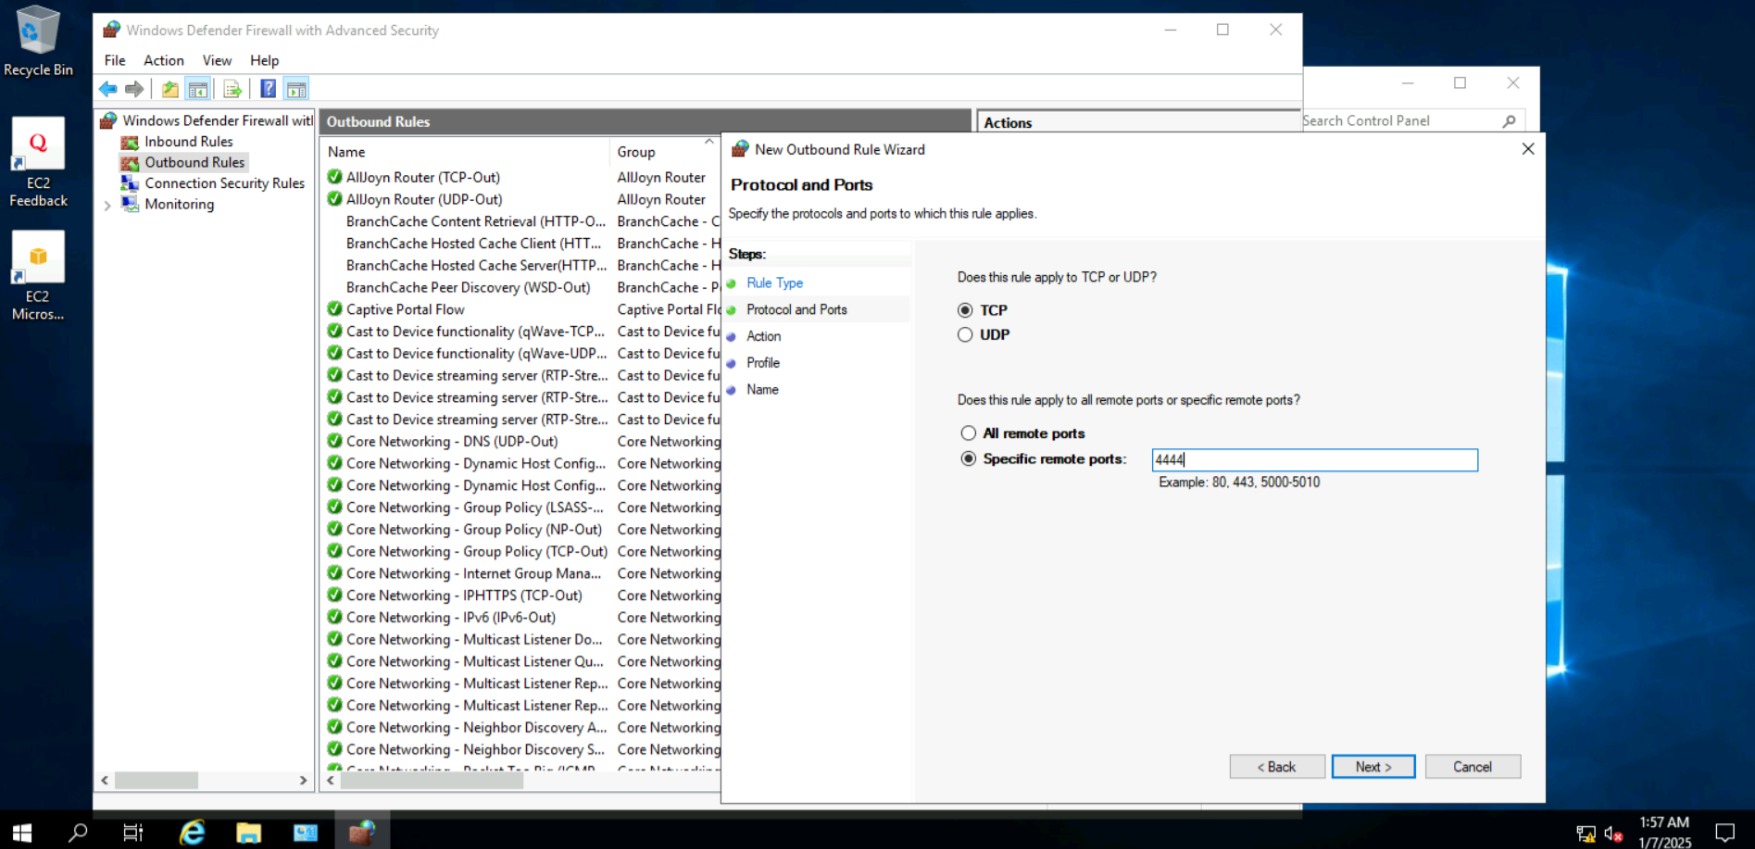 Recycle Bin
EC2
Feedback
EC2
Micros...
Windows Defender Firewall with Advanced Security
File Action View Help
Windows Defender Firewall with
Inbound Rules
Outbound Rules
Connection Security Rules
Monitoring
Outbound Rules
Name Group
AllJoyn Router (TCP-Out) AllJoyn Router
AllJoyn Router (UDP-Out) AllJoyn Router
BranchCache Content Retrieval (HTTP-O... BranchCache - C
BranchCache Hosted Cache Client (HTT... BranchCache - H
BranchCache Hosted Cache Server(HTTP... BranchCache - H
BranchCache Peer Discovery (WSD-Out) BranchCache - P
Captive Portal Flow Captive Portal Flo
Cast to Device functionality (qWave-TCP... Cast to Device fu
Cast to Device functionality (qWave-UDP... Cast to Device fu
Cast to Device streaming server (RTP-Stre... Cast to Device fu
Cast to Device streaming server (RTP-Stre... Cast to Device fu
Cast to Device streaming server (RTP-Stre... Cast to Device fu
Core Networking - DNS (UDP-Out) Core Networking
Core Networking - Dynamic Host Config... Core Networking
Core Networking - Dynamic Host Config... Core Networking
Core Networking - Group Policy (LSASS-... Core Networking
Core Networking - Group Policy (NP-Out) Core Networking
Core Networking - Group Policy (TCP-Out) Core Networking
Core Networking - Internet Group Mana... Core Networking
Core Networking - IPHTTPS (TCP-Out) Core Networking
Core Networking - IPv6 (IPv6-Out) Core Networking
Core Networking - Multicast Listener Do... Core Networking
Core Networking - Multicast Listener Qu... Core Networking
Core Networking - Multicast Listener Rep... Core Networking
Core Networking - Multicast Listener Rep... Core Networking
Core Networking - Neighbor Discovery A... Core Networking
Core Networking - Neighbor Discovery S... Core Networking
Actions
Search Control Panel
New Outbound Rule Wizard
Protocol and Ports
Specify the protocols and ports to which this rule applies.
Steps:
Rule Type
Protocol and Ports
Action
Profile
Name
Does this rule apply to TCP or UDP?
TCP
UDP
Does this rule apply to all remote ports or specific remote ports?
All remote ports
Specific remote ports: 4444
Example: 80, 443, 5000-5010
< Back Next > Cancel
1:57 AM
1/7/2025